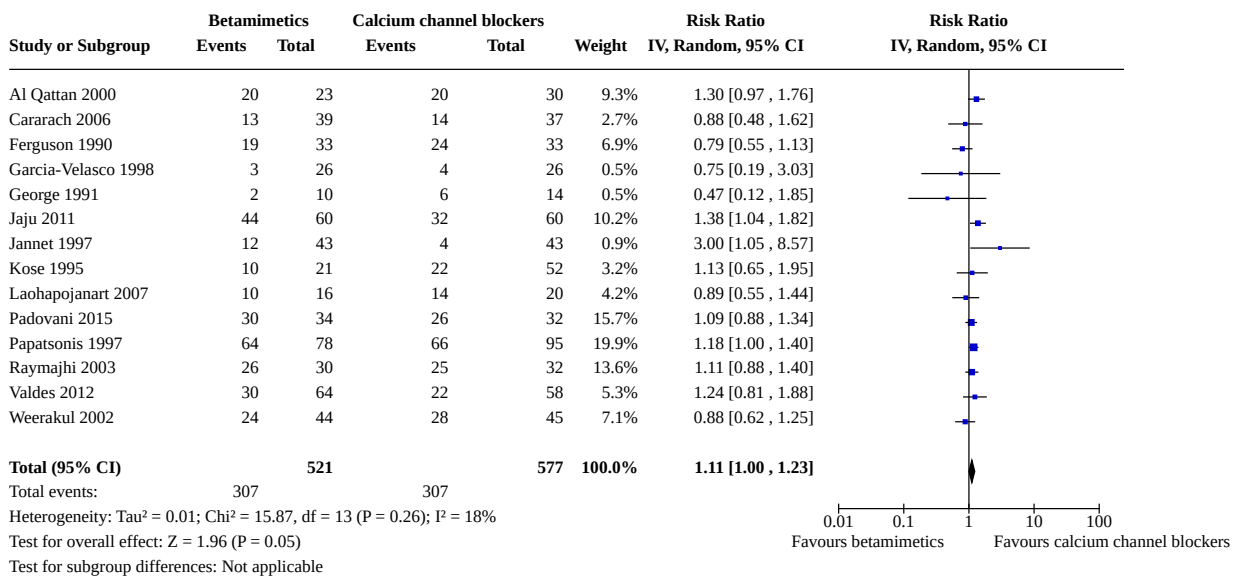 Betamimetics Calcium channel blockers Risk Ratio Risk Ratio
Study or Subgroup Events Total Events Total Weight IV, Random, 95% CI IV, Random, 95% CI
Al Qattan 2000 20 23 20 30 9.3% 1.30 [0.97 , 1.76]
Cararach 2006 13 39 14 37 2.7% 0.88 [0.48 , 1.62]
Ferguson 1990 19 33 24 33 6.9% 0.79 [0.55 , 1.13]
Garcia-Velasco 1998 3 26 4 26 0.5% 0.75 [0.19 , 3.03]
George 1991 2 10 6 14 0.5% 0.47 [0.12 , 1.85]
Jaju 2011 44 60 32 60 10.2% 1.38 [1.04 , 1.82]
Jannet 1997 12 43 4 43 0.9% 3.00 [1.05 , 8.57]
Kose 1995 10 21 22 52 3.2% 1.13 [0.65 , 1.95]
Laohapojanart 2007 10 16 14 20 4.2% 0.89 [0.55 , 1.44]
Padovani 2015 30 34 26 32 15.7% 1.09 [0.88 , 1.34]
Papatsonis 1997 64 78 66 95 19.9% 1.18 [1.00 , 1.40]
Raymajhi 2003 26 30 25 32 13.6% 1.11 [0.88 , 1.40]
Valdes 2012 30 64 22 58 5.3% 1.24 [0.81 , 1.88]
Weerakul 2002 24 44 28 45 7.1% 0.88 [0.62 , 1.25]
Total (95% CI) 521 577 100.0% 1.11 [1.00 , 1.23]
Total events: 307 307
Heterogeneity: Tau² = 0.01; Chi² = 15.87, df = 13 (P = 0.26); I² = 18%
Test for overall effect: Z = 1.96 (P = 0.05)
Test for subgroup differences: Not applicable
0.01 0.1 1 10 100
Favours betamimetics Favours calcium channel blockers